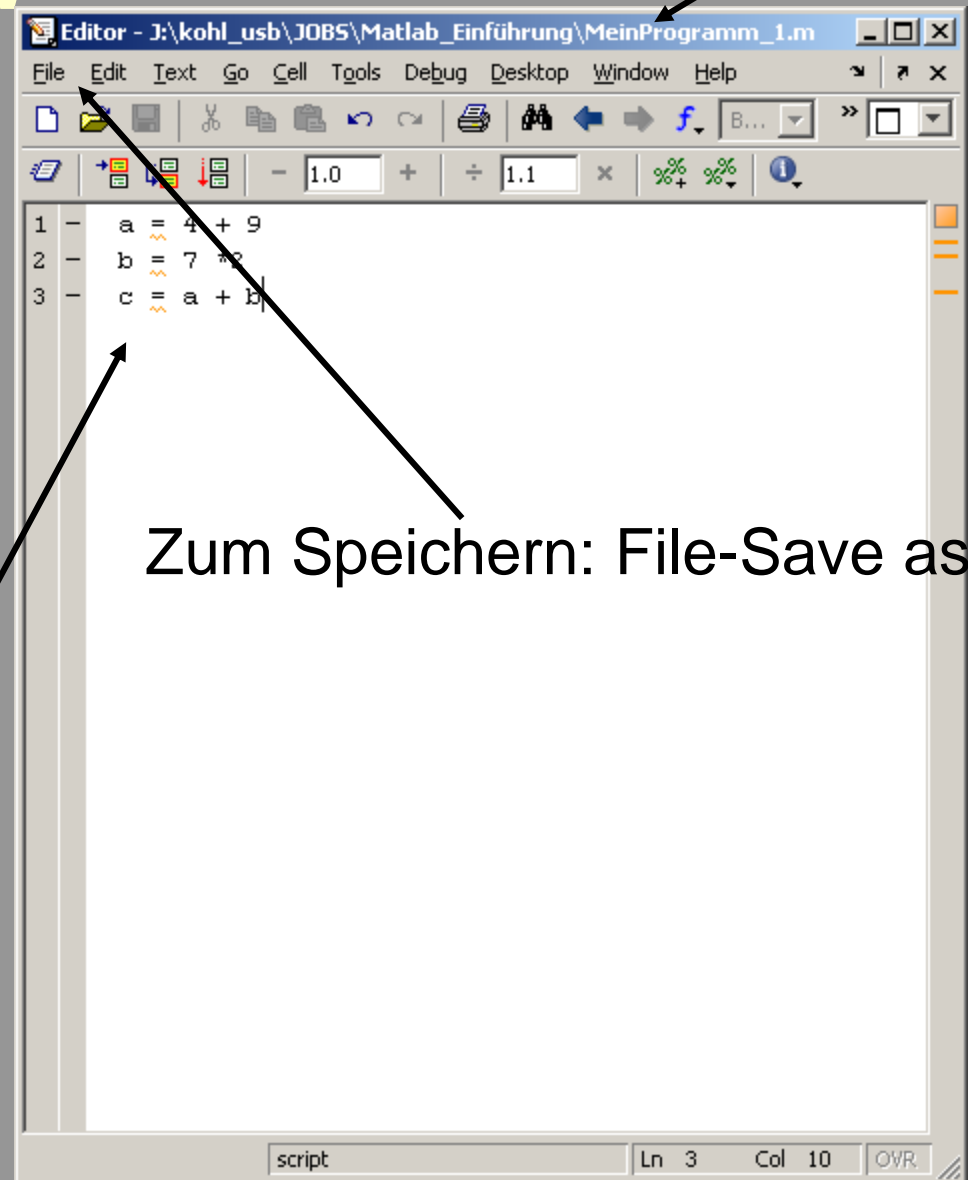 Editor - J:\kohl_usb\JOBS\Matlab_Einführung\MeinProgramm_1.m
File Edit Text Go Cell Tools Debug Desktop Window Help
B...
1.0 1.1
1 - a = 4 + 9
2 - b = 7 *2
3 - c = a + b
Zum Speichern: File-Save as
script Ln 3 Col 10 OVR